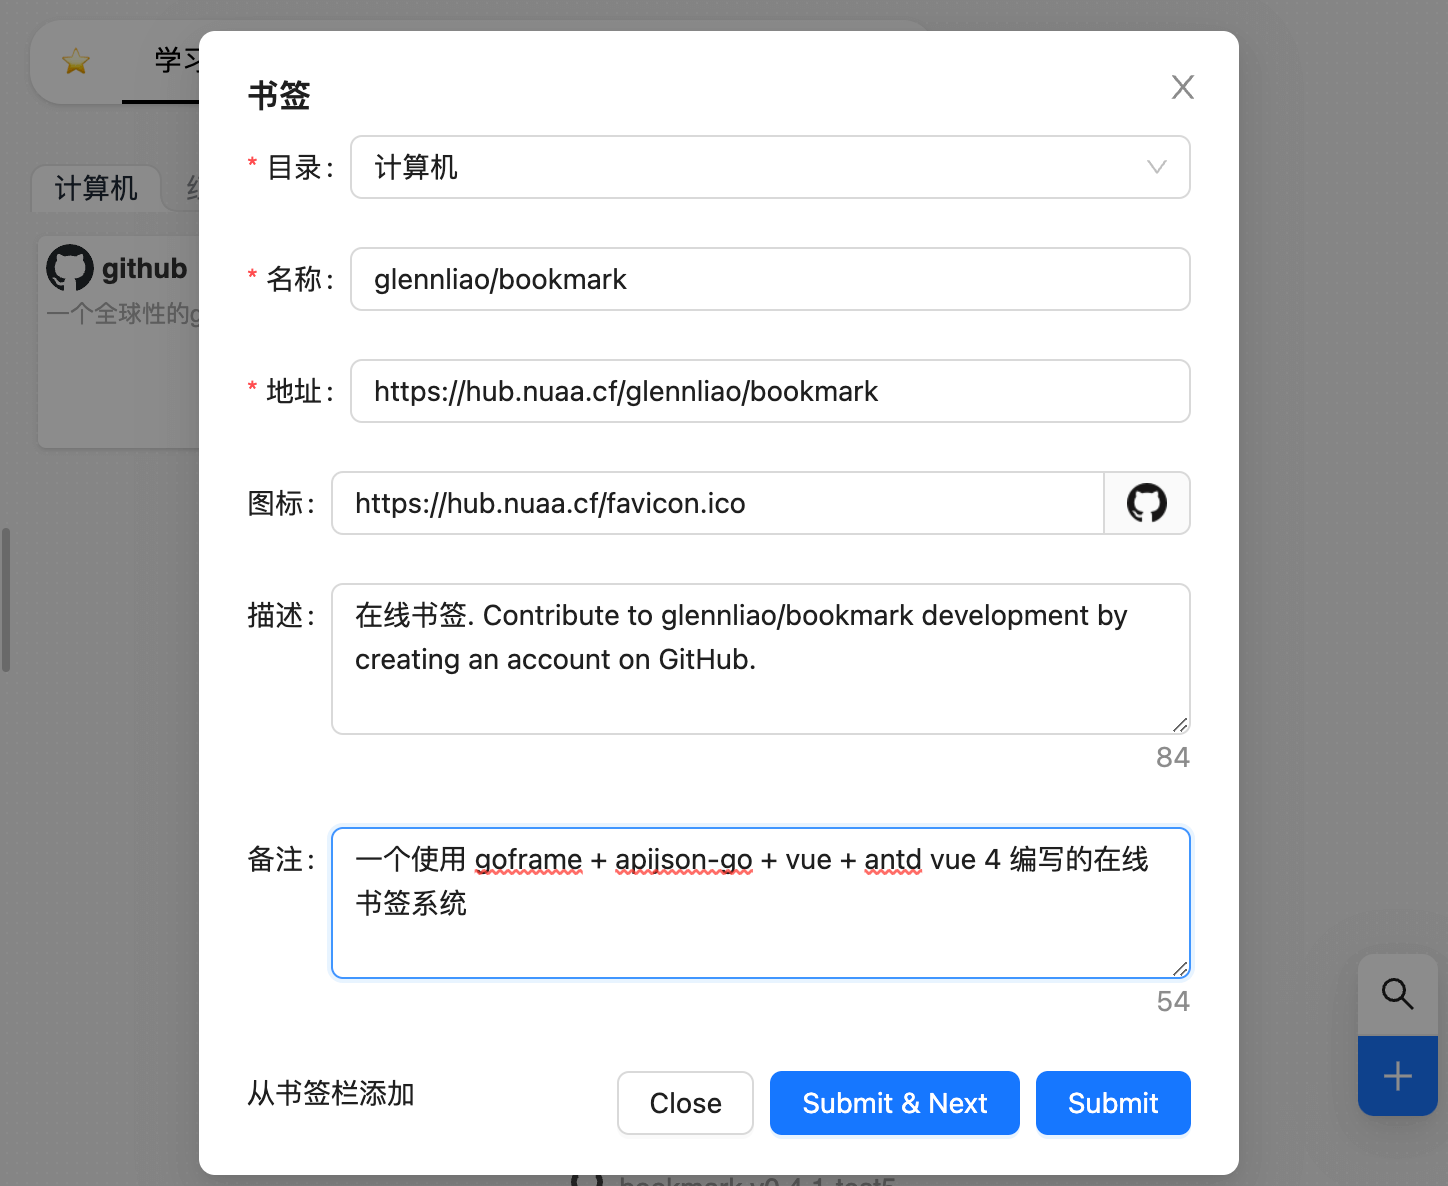 学习
书签
* 目录:
计算机
计算机
* 名称:
glennliao/bookmark
github
一个全球性的g
* 地址:
https://hub.nuaa.cf/glennliao/bookmark
图标:
https://hub.nuaa.cf/favicon.ico
描述:
在线书签. Contribute to glennliao/bookmark development by
creating an account on GitHub.
84
备注:
一个使用 goframe + apijson-go + vue + antd vue 4 编写的在线
书签系统
54
从书签栏添加
Close
Submit & Next
Submit
bookmark v0.4.1-test5